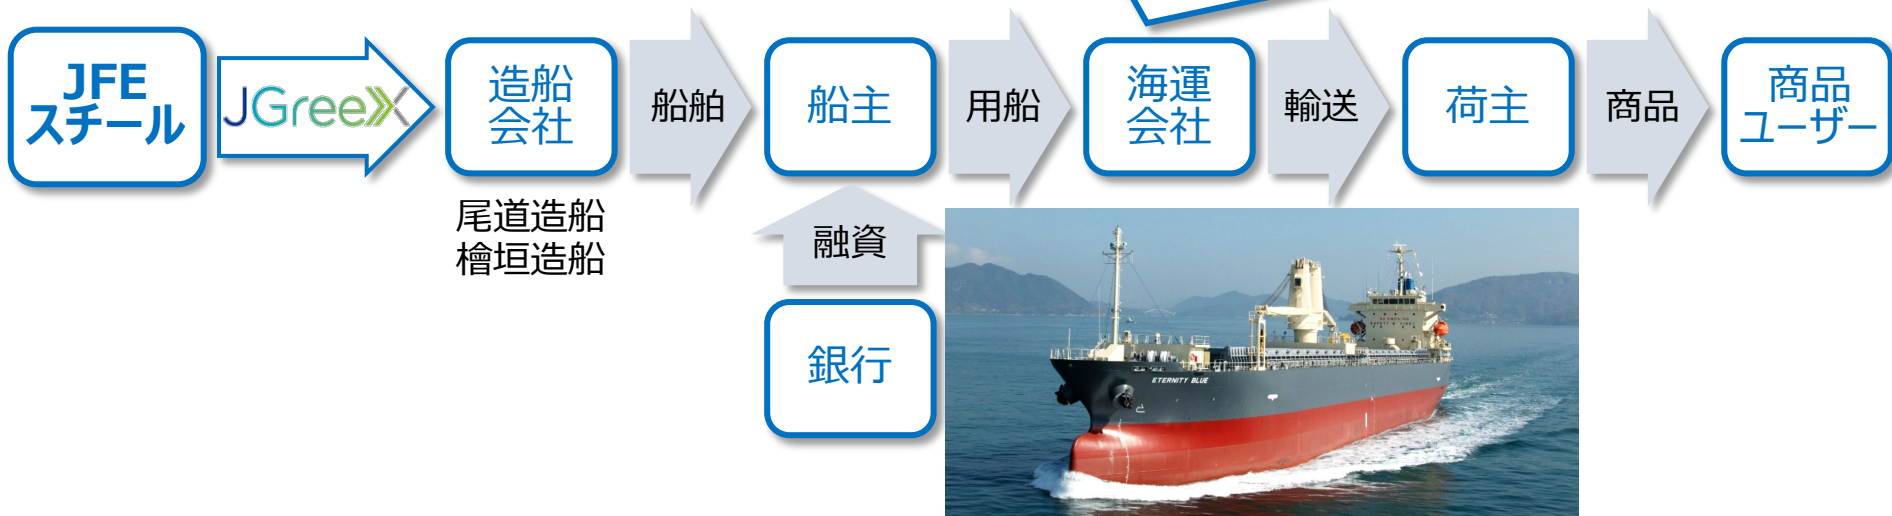 JFE
スチール
JGreeX
造船
会社
尾道造船
檜垣造船
船舶
船主
融資
銀行
用船
海運
会社
輸送
荷主
商品
商品
ユーザー
ETERNITY BLUE